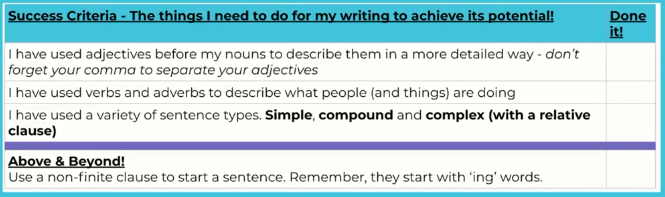 Success Criteria - The things I need to do for my writing to achieve its potential! Done
it!
I have used adjectives before my nouns to describe them in a more detailed way - don't
forget your comma to separate your adjectives
I have used verbs and adverbs to describe what people (and things) are doing
I have used a variety of sentence types. Simple, compound and complex (with a relative
clause)
Above & Beyond!
Use a non-finite clause to start a sentence. Remember, they start with 'ing' words.